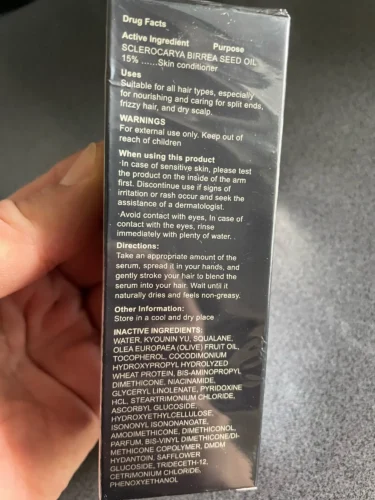 Drug Facts
Active Ingredient Purpose
SCLEROCARYA BIRREA SEED OIL
15% ......Skin conditioner
Uses
Suitable for all hair types, especially
for nourishing and caring for split ends,
frizzy hair, and dry scalp.
WARNINGS
For external use only. Keep out of
reach of children
When using this product
·In case of sensitive skin, please test
the product on the inside of the arm
first. Discontinue use if signs of
irritation or rash occur and seek the
assistance of a dermatologist.
·Avoid contact with eyes, In case of
contact with the eyes, rinse
immediately with plenty of water. .
Directions:
Take an appropriate amount of the
serum, spread it in your hands, and
gently stroke your hair to blend the
serum into your hair. Wait until it
naturally dries and feels non-greasy.
Other Information:
Store in a cool and dry place
INACTIVE INGREDIENTS:
WATER, KYOUNIN YU, SQUALANE,
OLEA EUROPAEA (OLIVE) FRUIT OIL,
TOCOPHEROL, COCODIMONIUM
HYDROXYPROPYL HYDROLYZED
WHEAT PROTEIN, BIS-AMINOPROPYL
DIMETHICONE, NIACINAMIDE,
GLYCERYL LINOLENATE, PYRIDOXINE
HCL, STEARTRIMONIUM CHLORIDE,
ASCORBYL GLUCOSIDE,
HYDROXYETHYLCELLULOSE,
ISONONYL ISONONANOATE,
AMODIMETHICONE, DIMETHICONOL,
PARFUM, BIS-VINYL DIMETHICONE/DI-
METHICONE COPOLYMER, DMDM
HYDANTOIN, SAFFLOWER
GLUCOSIDE, TRIDECETH-12,
CETRIMONIUM CHLORIDE,
PHENOXYETHANOL